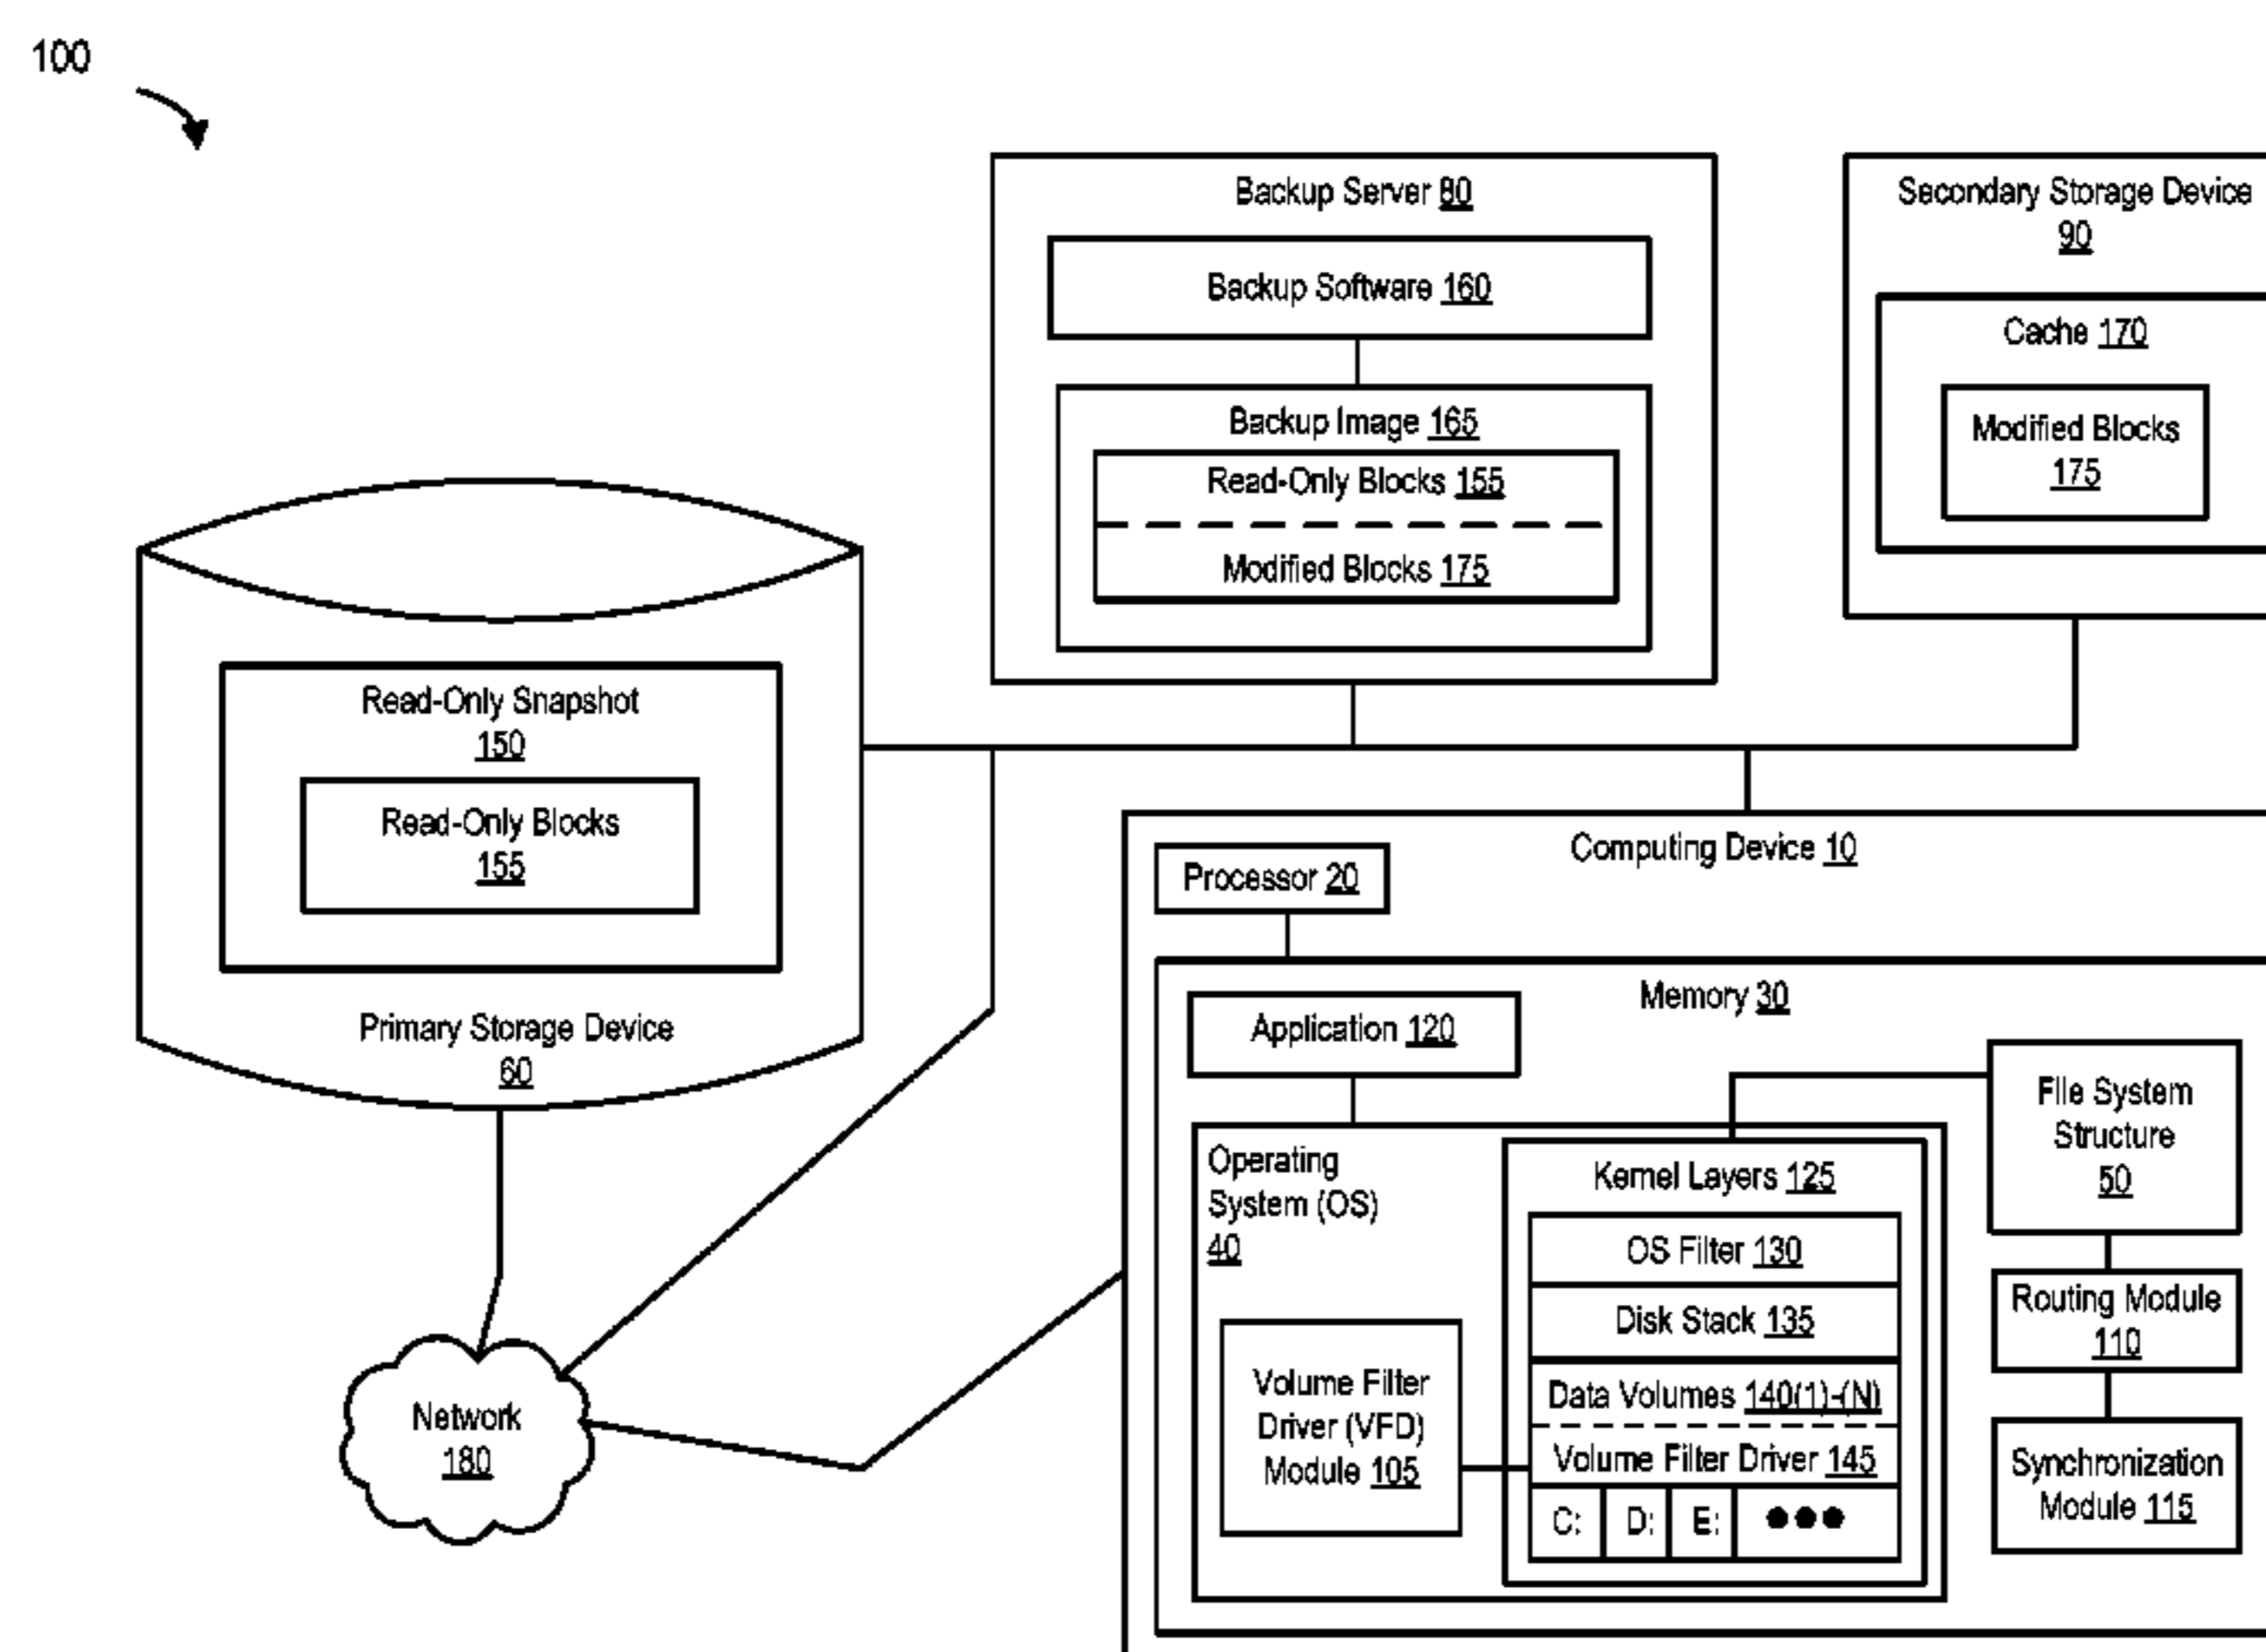 100
Backup Server 80
Backup Software 160
Backup Image 165
Read-Only Blocks 155
Modified Blocks 175
Secondary Storage Device
90
Cache 170
Modified Blocks
175
Read-Only Snapshot
150
Read-Only Blocks
155
Primary Storage Device
60
Network
180
Computing Device 10
Processor 20
Memory 30
Application 120
Operating
System (OS)
40
Volume Filter
Driver (VFD)
Module 105
Kernel Layers 125
OS Filter 130
Disk Stack 135
Data Volumes 140(1)-(N)
Volume Filter Driver 145
C: D: E: ●●●
File System
Structure
50
Routing Module
110
Synchronization
Module 115